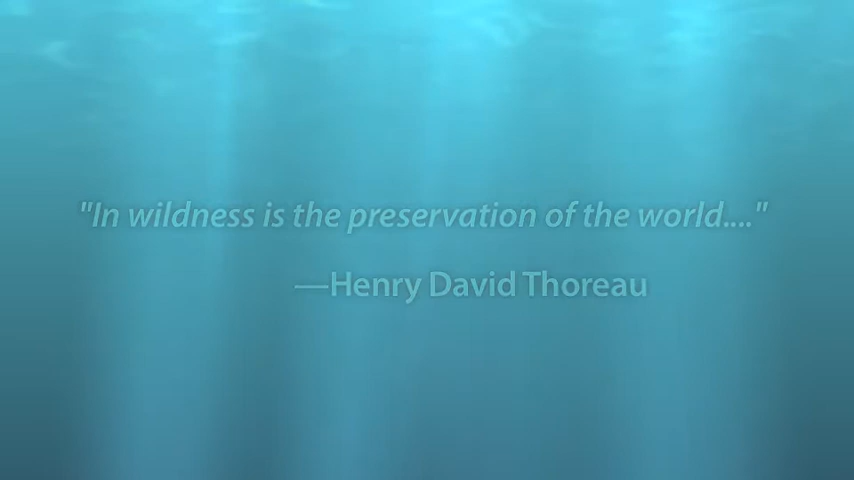 "In wildness is the preservation of the world...."
—Henry David Thoreau